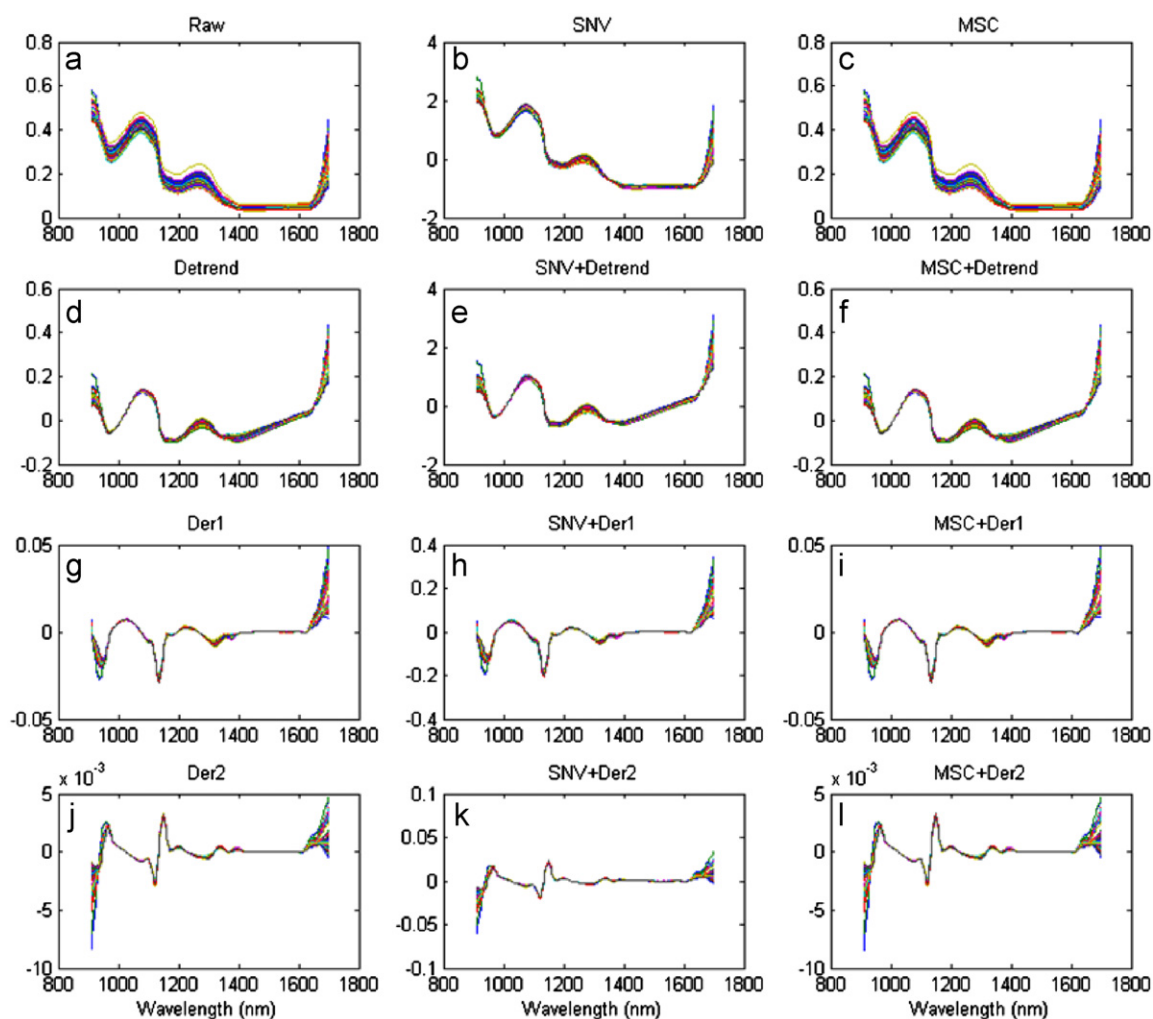 Raw SNV MSC
a b c
0.8 4 0.8
0.6 2 0.6
0.4 0 0.4
0.2 0.2
0 -2 0
800 1000 1200 1400 1600 1800 800 1000 1200 1400 1600 1800 800 1000 1200 1400 1600 1800
Detrend SNV+Detrend MSC+Detrend
d e f
0.6 4 0.6
0.4 2 0.4
0.2 0 0.2
0 0
-0.2 -2 -0.2
800 1000 1200 1400 1600 1800 800 1000 1200 1400 1600 1800 800 1000 1200 1400 1600 1800
Der1 SNV+Der1 MSC+Der1
g h i
0.05 0.4 0.05
0.2
0 0 0
-0.2
-0.05 -0.4 -0.05
800 1000 1200 1400 1600 1800 800 1000 1200 1400 1600 1800 800 1000 1200 1400 1600 1800
x 10-3 Der2 SNV+Der2 x 10-3 MSC+Der2
j k l
5 0.1 5
0 0.05 0
-5 0 -5
-0.05
-10 -0.1 -10
800 1000 1200 1400 1600 1800 800 1000 1200 1400 1600 1800 800 1000 1200 1400 1600 1800
Wavelength (nm) Wavelength (nm) Wavelength (nm)